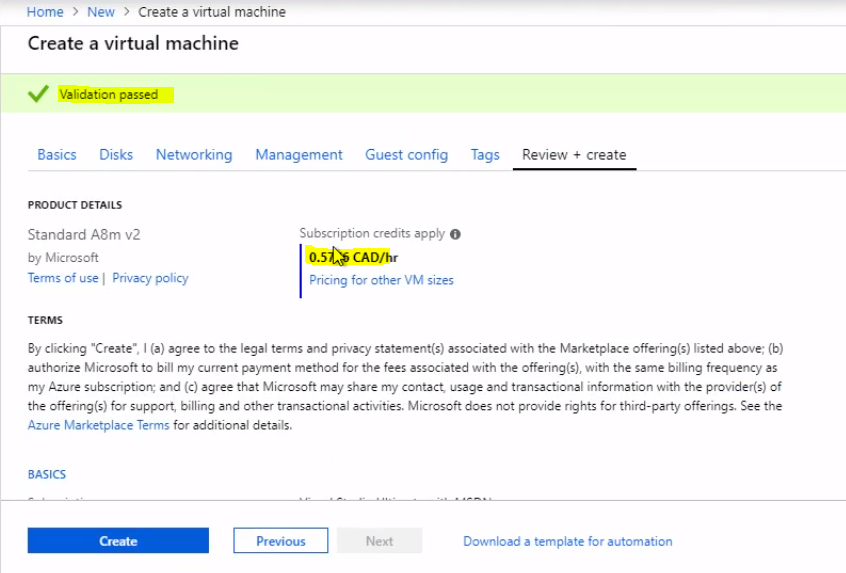 Home > New > Create a virtual machine
Create a virtual machine
Validation passed
Basics Disks Networking Management Guest config Tags Review + create
PRODUCT DETAILS
Standard A8m v2
by Microsoft
Terms of use | Privacy policy
Subscription credits apply
CAD/hr
Pricing for other VM sizes
TERMS
By clicking "Create", I (a) agree to the legal terms and privacy statement(s) associated with the Marketplace offering(s) listed above; (b)
authorize Microsoft to bill my current payment method for the fees associated with the offering(s), with the same billing frequency as
my Azure subscription; and (c) agree that Microsoft may share my contact, usage and transactional information with the provider(s) of
the offering(s) for support, billing and other transactional activities. Microsoft does not provide rights for third-party offerings. See the
Azure Marketplace Terms for additional details.
BASICS
Create Previous Next Download a template for automation